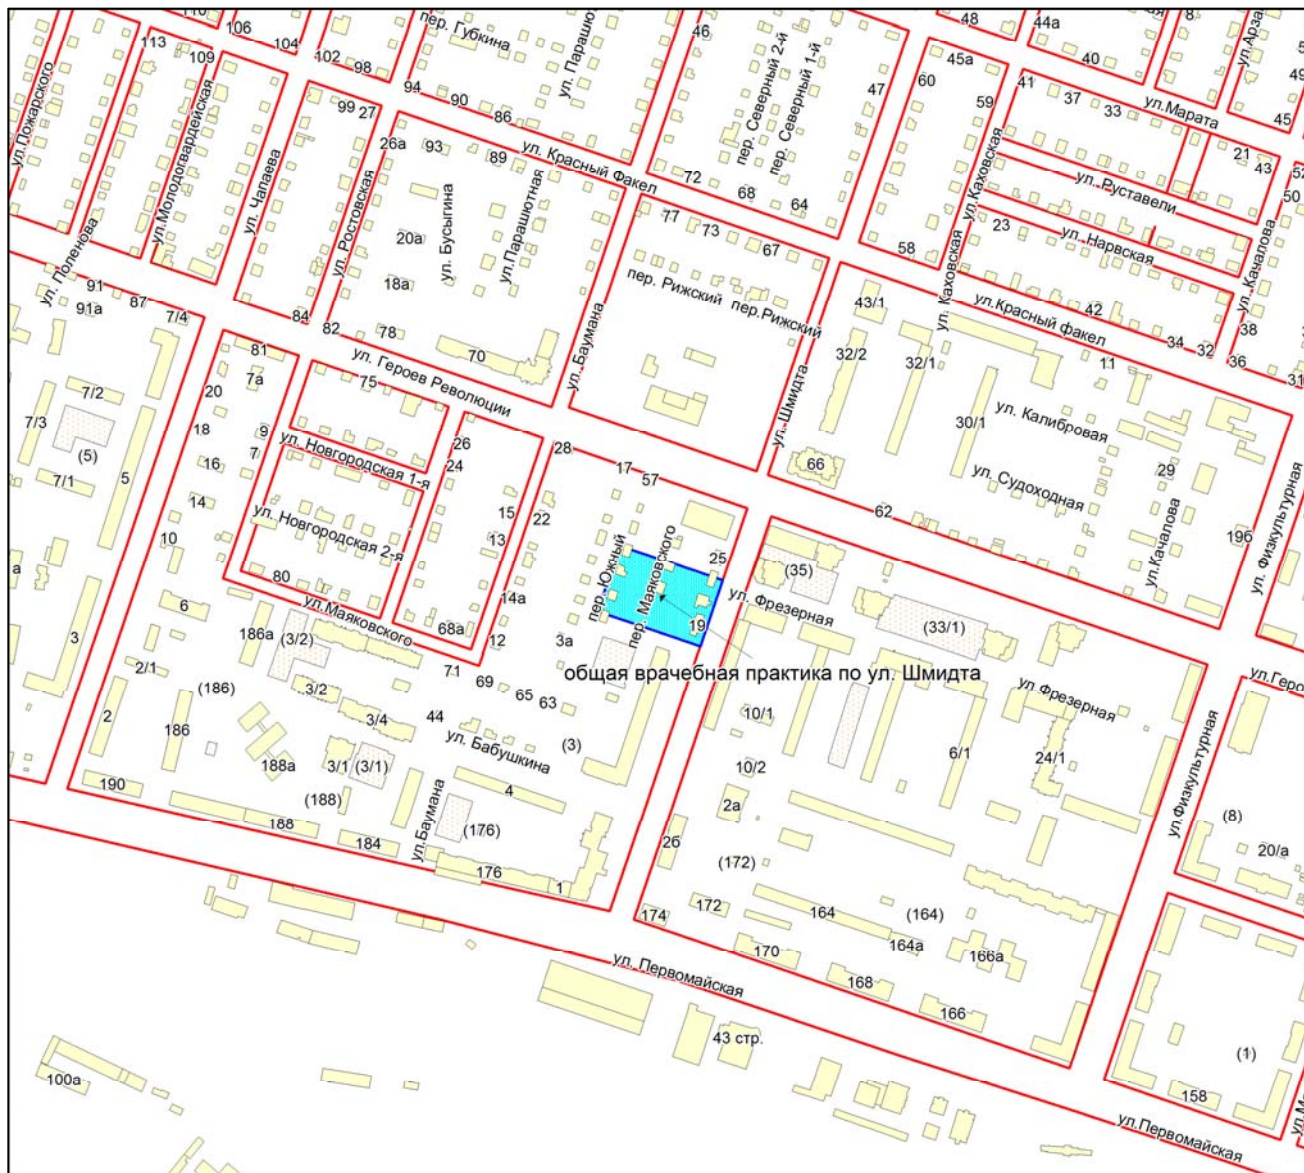 110
106
104
102
98
113
109
ул.Пожарского
ул.Молодогвардейская
ул. Чапаева
ул. Поленова
пер. Губкина
ул. Парашют
94
90
86
99
27
26а
93
89
ул. Красный Факел
46
пер. Северный 2-й
пер. Северный 1-й
47
72
68
64
48
44а
40
45а
60
59
41
37
33
ул.Марата
8
ул.Арза
49
45
21
43
52
50
ул. Руставели
ул. Каховская
23
ул. Нарвская
ул. Качалова
58
ул. Ростовская
20а
18а
ул. Бусыгина
ул.Парашютная
77
73
67
пер. Рижский
пер.Рижский
ул. Баумана
43/1
32/2
32/1
ул. Каховская
ул.Красный факел
42
34
32
38
36
31
11
91
91а
87
7/4
84
82
78
70
81
ул. Героев Революции
75
7а
20
7/2
7/3
(5)
5
7/1
18
9
7
16
14
10
ул. Новгородская 1-я
ул. Новгородская 2-я
26
24
15
13
14а
12
28
22
17
57
ул. Шмидта
66
30/1
ул. Калибровая
ул. Судоходная
29
62
196
ул.Качалова
ул. Физкультурная
80
ул.Маяковского
68а
71
69
65
63
3а
пер. Южный
пер. Маяковского
25
19
ул. Фрезерная
(35)
(33/1)
общая врачебная практика по ул. Шмидта
ул. Фрезерная
ул.Геро
а
3
6
186а
(3/2)
2/1
(186)
3/2
3/4
44
ул. Бабушкина
(3)
2
186
188а
3/1
(3/1)
190
(188)
188
184
ул.Баумана
4
(176)
176
1
10/1
10/2
2а
26
(172)
6/1
24/1
ул.Физкультурная
(8)
20/а
174
172
170
164
164а
(164)
166а
168
166
ул. Первомайская
43 стр.
100а
(1)
158
ул.Первомайская